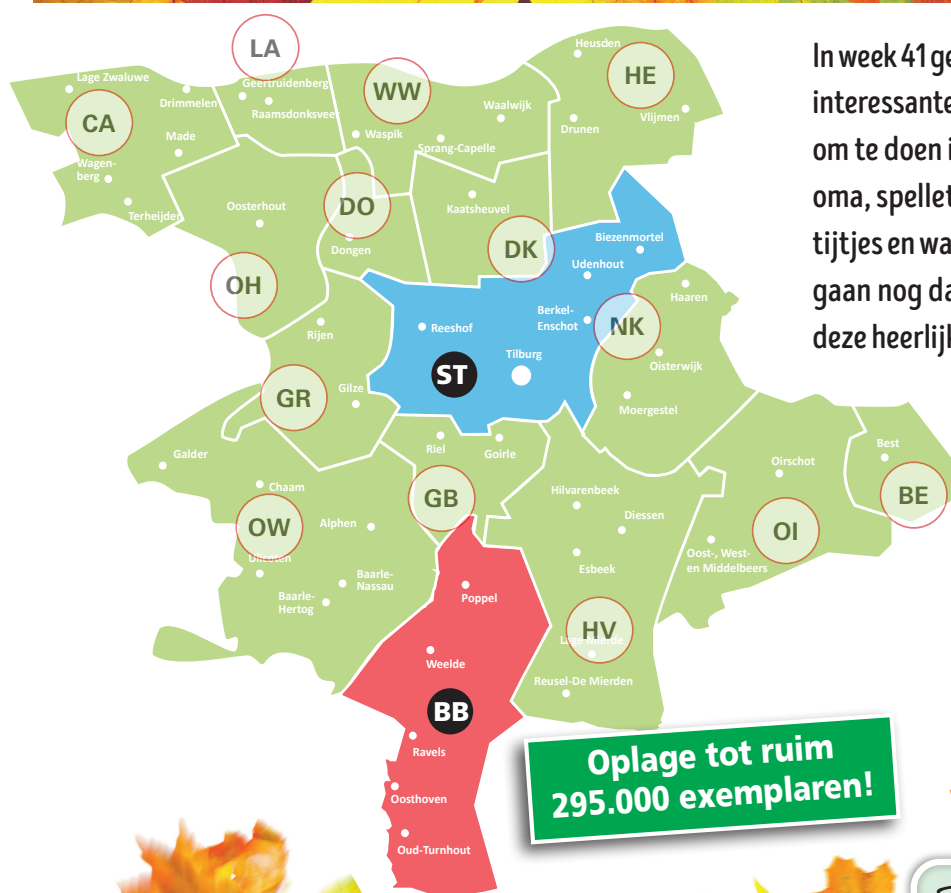 LA
Heusden
HE
Vlijmen
Drunen
Lage Zwaluwe
Drimmelen
CA
Made
Wagen-
berg
Terheijden
Geertruidenberg
Raamsdonksveer
WW
Waalwijk
Waspik
Sprang-Capelle
Oosterhout
DO
Dongen
Kaatsheuvel
DK
Biezenmortel
Udenhout
Berkel-
Enschot
Reeshof
Tilburg
ST
OH
Rijen
GR
Gilze
NK
Haaren
Oisterwijk
Moergestel
Riel
Goirle
GB
Galder
Chaam
OW
Alphen
Ulicoten
Baarle-
Nassau
Baarle-
Hertog
Hilvarenbeek
Diessen
Esbeek
HV
Lage Mierde
Reusel-De Mierden
Oirschot
OI
Oost-, West-
en Middelbeers
Best
BE
Poppel
Weelde
BB
Ravels
Oosthoven
Oud-Turnhout
In week 41 ge
interessante
om te doen i
oma, spellet
tijtjes en wa
gaan nog da
deze heerlijk
Oplage tot ruim
295.000 exemplaren!